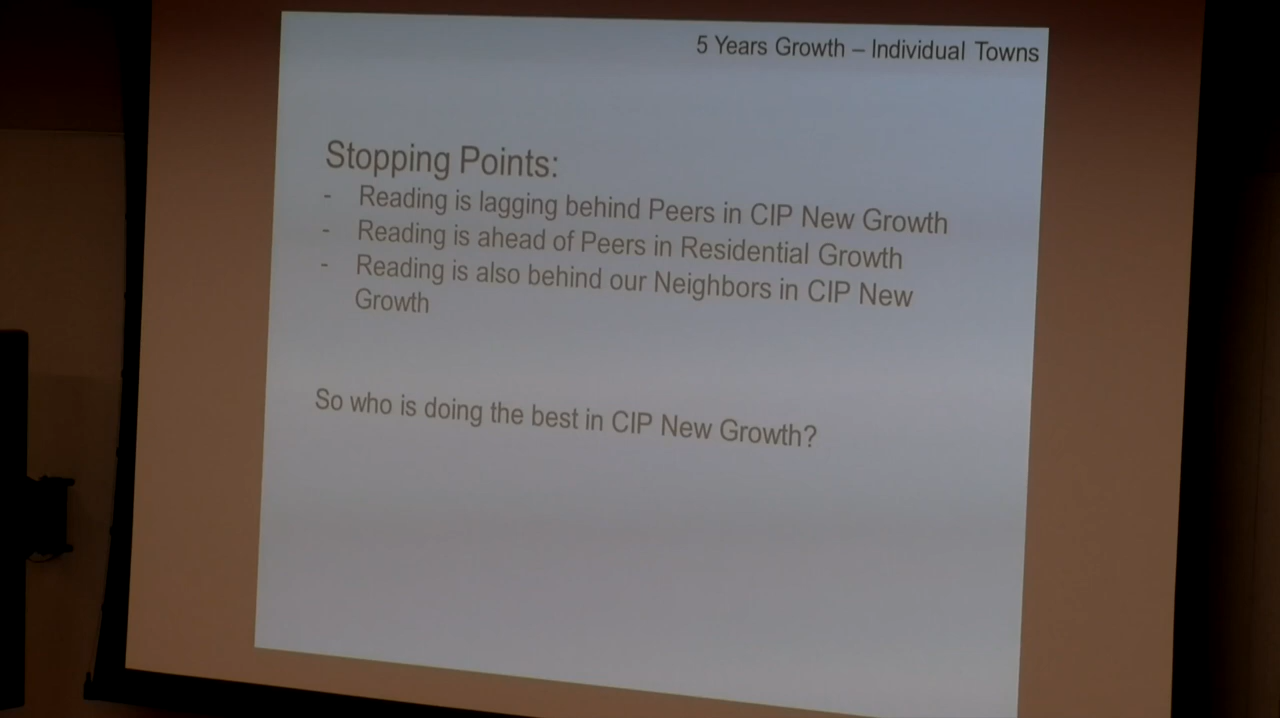 5 Years Growth – Individual Towns
Stopping Points:
- Reading is lagging behind Peers in CIP New Growth
- Reading is ahead of Peers in Residential Growth
- Reading is also behind our Neighbors in CIP New
Growth
So who is doing the best in CIP New Growth?